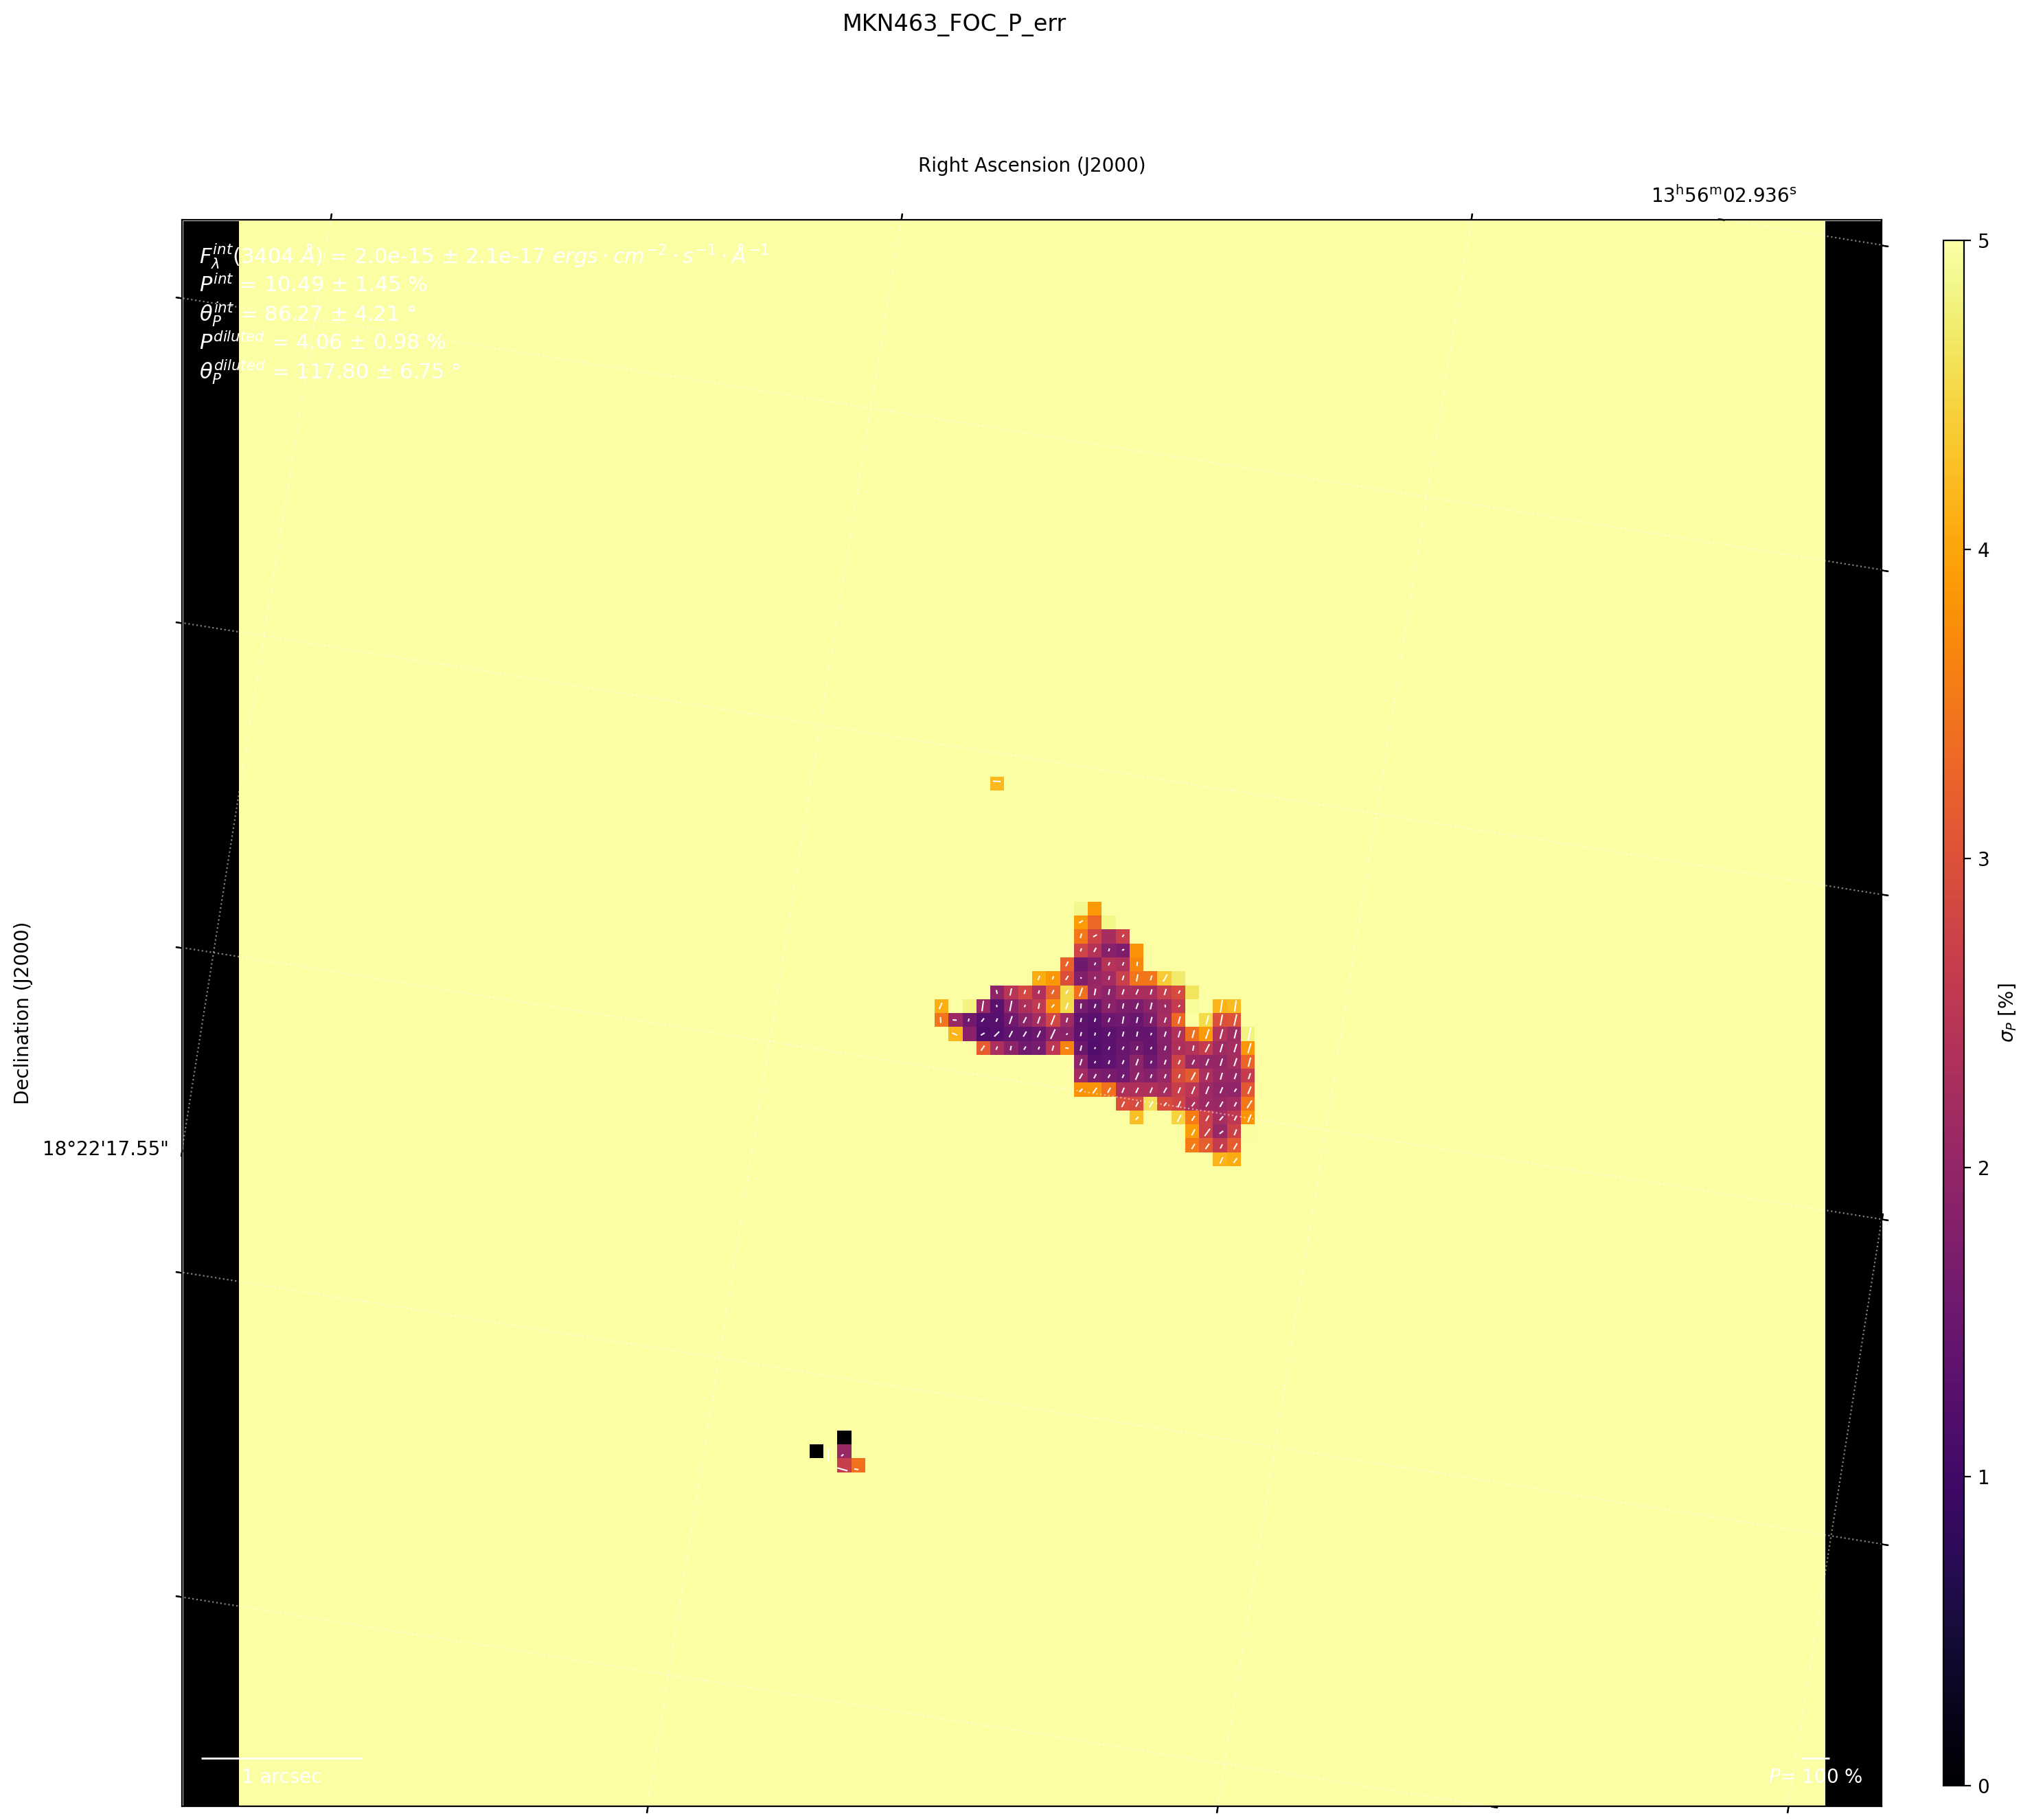 MKN463_FOC_P_err
Right Ascension (J2000)
13ʰ56ᵐ02.936ˢ
F_λ^int (3404 Å) = 2.0e-15 ± 2.1e-17 ergs · cm⁻² · s⁻¹ · Å⁻¹
P^int = 10.49 ± 1.45 %
θ_P^int = 86.27 ± 4.21 °
P^diluted = 4.06 ± 0.98 %
θ_P^diluted = 117.80 ± 6.75 °
Declination (J2000)
18°22'17.55"
1 arcsec
P= 100 %
5
4
3
2
1
0
σ_P [%]